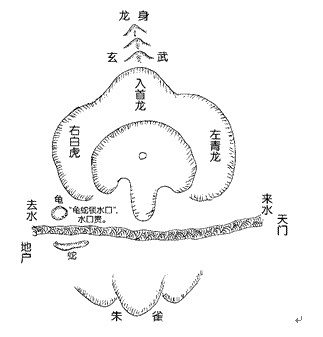 龙身
玄武
入首龙
右白虎
左青龙
去水
龟
"龟蛇锁水口",
水口贵。
来水
天门
地户
蛇
朱雀